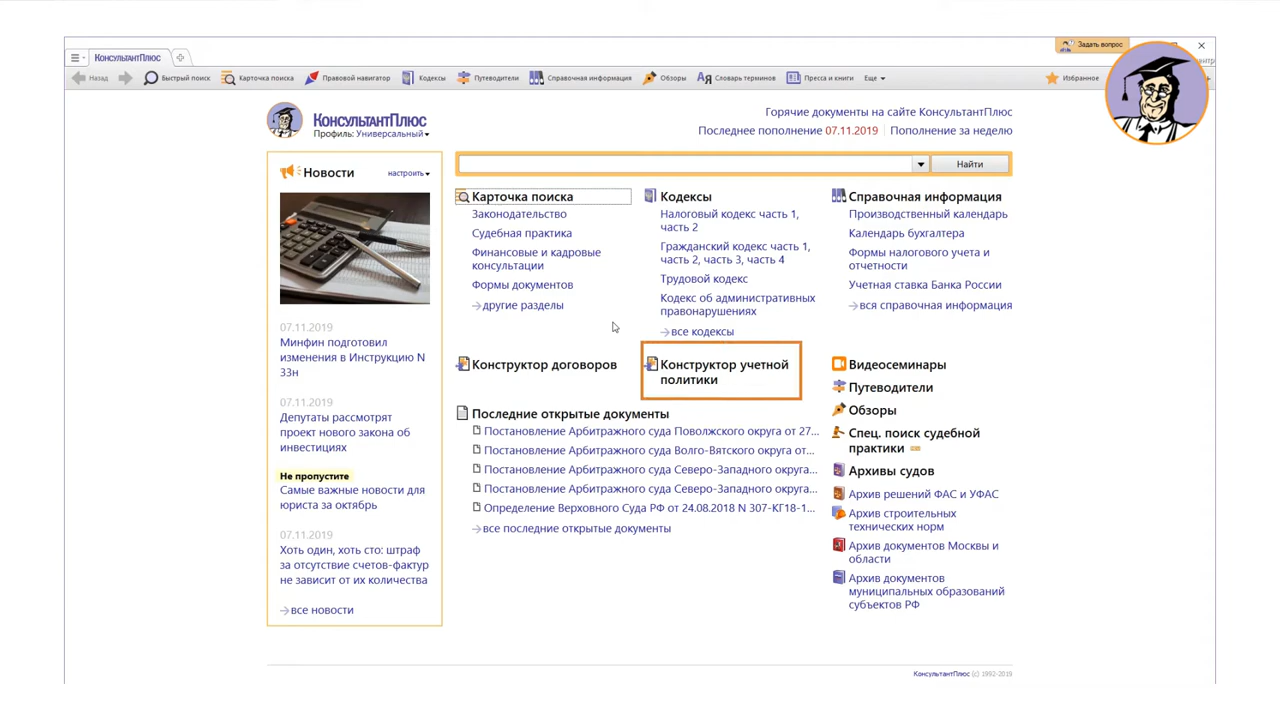 КонсультантПлюс
Задать вопрос
Назад
Быстрый поиск
Карточка поиска
Правовой навигатор
Кодексы
Путеводители
Справочная информация
Обзоры
Словарь терминов
Пресса и книги
Еще
Избранное
КонсультантПлюс
Профиль: Универсальный
Горячие документы на сайте КонсультантПлюс
Последнее пополнение 07.11.2019 Пополнение за неделю
Новости
настроить
07.11.2019
Минфин подготовил
изменения в Инструкцию N
33н
07.11.2019
Депутаты рассмотрят
проект нового закона об
инвестициях
Не пропустите
Самые важные новости для
юриста за октябрь
07.11.2019
Хоть один, хоть сто: штраф
за отсутствие счетов-фактур
не зависит от их количества
все новости
Найти
Карточка поиска
Законодательство
Судебная практика
Финансовые и кадровые
консультации
Формы документов
другие разделы
Кодексы
Налоговый кодекс часть 1,
часть 2
Гражданский кодекс часть 1,
часть 2, часть 3, часть 4
Трудовой кодекс
Кодекс об административных
правонарушениях
все кодексы
Справочная информация
Производственный календарь
Календарь бухгалтера
Формы налогового учета и
отчетности
Учетная ставка Банка России
вся справочная информация
Конструктор договоров
Конструктор учетной
политики
Последние открытые документы
Постановление Арбитражного суда Поволжского округа от 27...
Постановление Арбитражного суда Волго-Вятского округа от...
Постановление Арбитражного суда Северо-Западного округа...
Постановление Арбитражного суда Северо-Западного округа...
Определение Верховного Суда РФ от 24.08.2018 N 307-КГ18-1...
все последние открытые документы
Видеосеминары
Путеводители
Обзоры
Спец. поиск судебной
практики
Архивы судов
Архив решений ФАС и УФАС
Архив строительных
технических норм
Архив документов Москвы и
области
Архив документов
муниципальных образований
субъектов РФ
КонсультантПлюс (c) 1992-2019